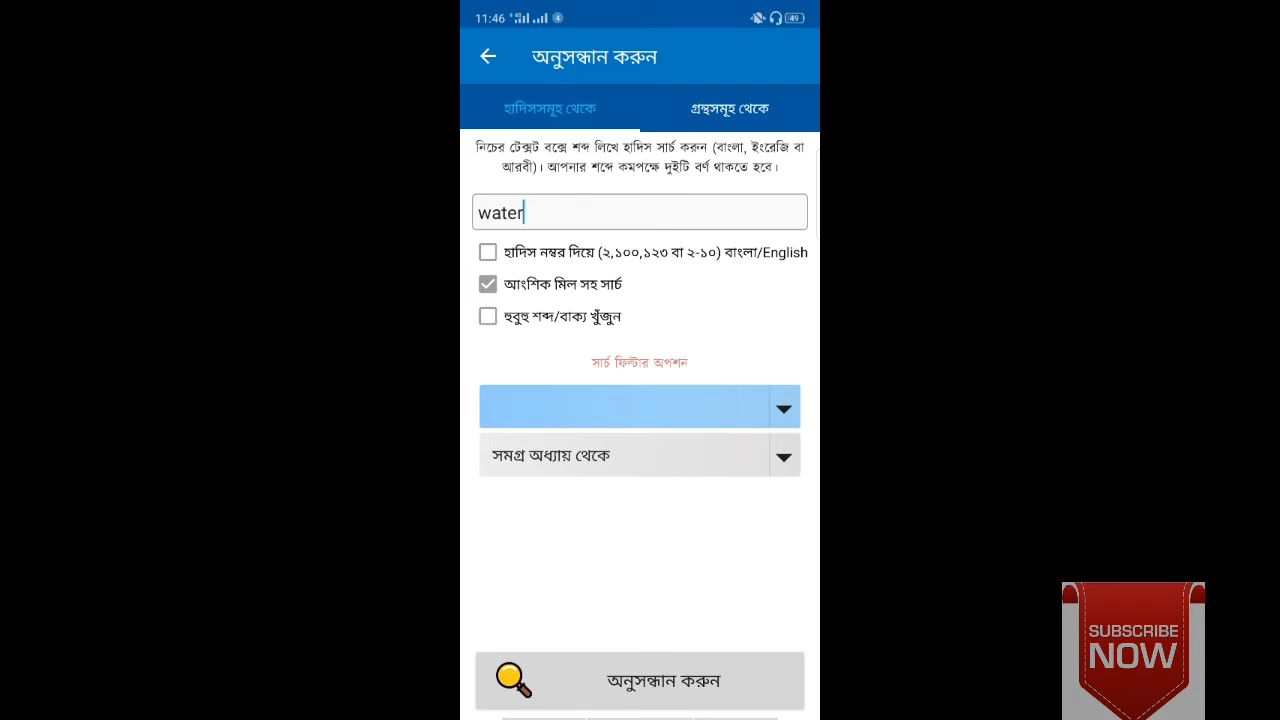 11:46
4
49
অনুসন্ধান করুন
হাদিসসমূহ থেকে
গ্রন্থসমূহ থেকে
নিচের টেক্সট বক্সে শব্দ লিখে হাদিস সার্চ করুন (বাংলা, ইংরেজি বা
আরবী)। আপনার শব্দে কমপক্ষে দুইটি বর্ণ থাকতে হবে।
water
হাদিস নম্বর দিয়ে (২,১০০,১২৩ বা ২-১০) বাংলা/English
আংশিক মিল সহ সার্চ
হুবুহু শব্দ/বাক্য খুঁজুন
সার্চ ফিল্টার অপশন
সমগ্র অধ্যায় থেকে
অনুসন্ধান করুন
SUBSCRIBE
NOW